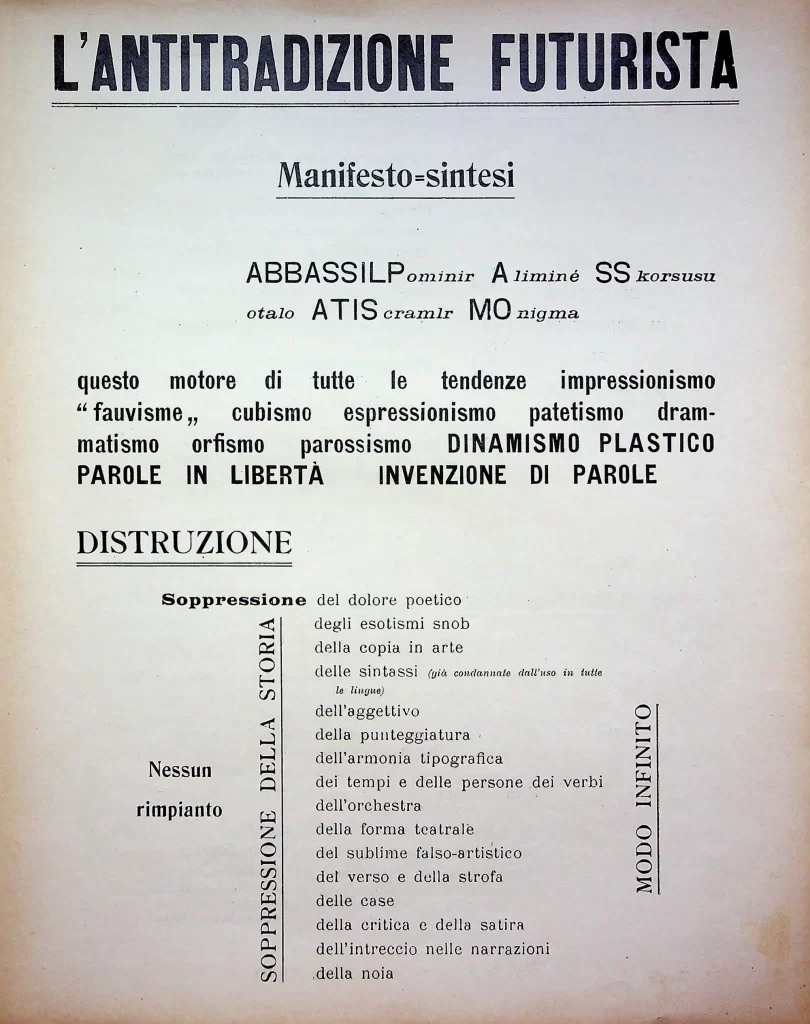 L'ANTITRADIZIONE FUTURISTA
Manifesto=sintesi
ABBASSILPominir Aliminé SS korsusu
otalo ATIS cramlr MOnigma
questo motore di tutte le tendenze impressionismo
“ fauvisme „ cubismo espressionismo patetismo dram-
matismo orfismo parossismo DINAMISMO PLASTICO
PAROLE IN LIBERTÀ INVENZIONE DI PAROLE
DISTRUZIONE
Soppressione del dolore poetico
degli esotismi snob
della copia in arte
delle sintassi (già condannate dall'uso in tutte
le lingue)
dell'aggettivo
della punteggiatura
dell'armonia tipografica
dei tempi e delle persone dei verbi
dell'orchestra
della forma teatrale
del sublime falso-artistico
del verso e della strofa
delle case
della critica e della satira
dell'intreccio nelle narrazioni
della noia
SOPPRESSIONE DELLA STORIA
Nessun
rimpianto
MODO INFINITO